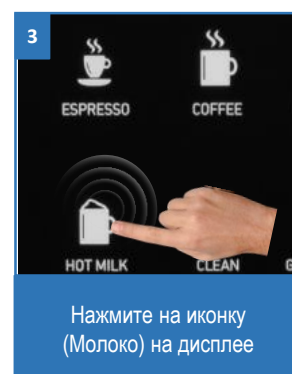 3
ESPRESSO COFFEE
HOT MILK CLEAN G
Нажмите на иконку
(Молоко) на дисплее